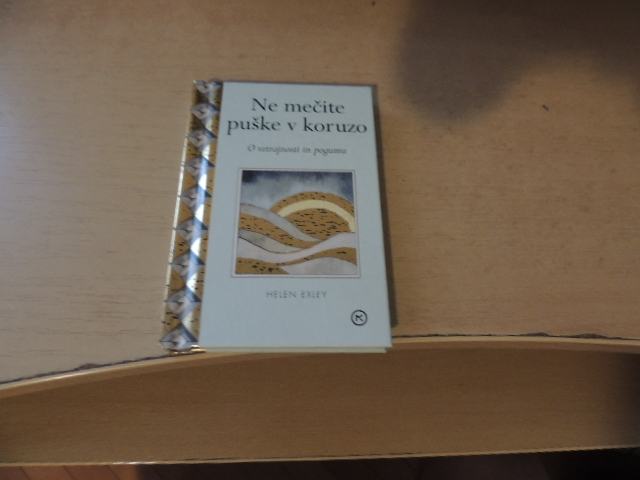 Ne mečite
puške v koruzo
O vztrajnosti in pogumu
HELEN EXLEY